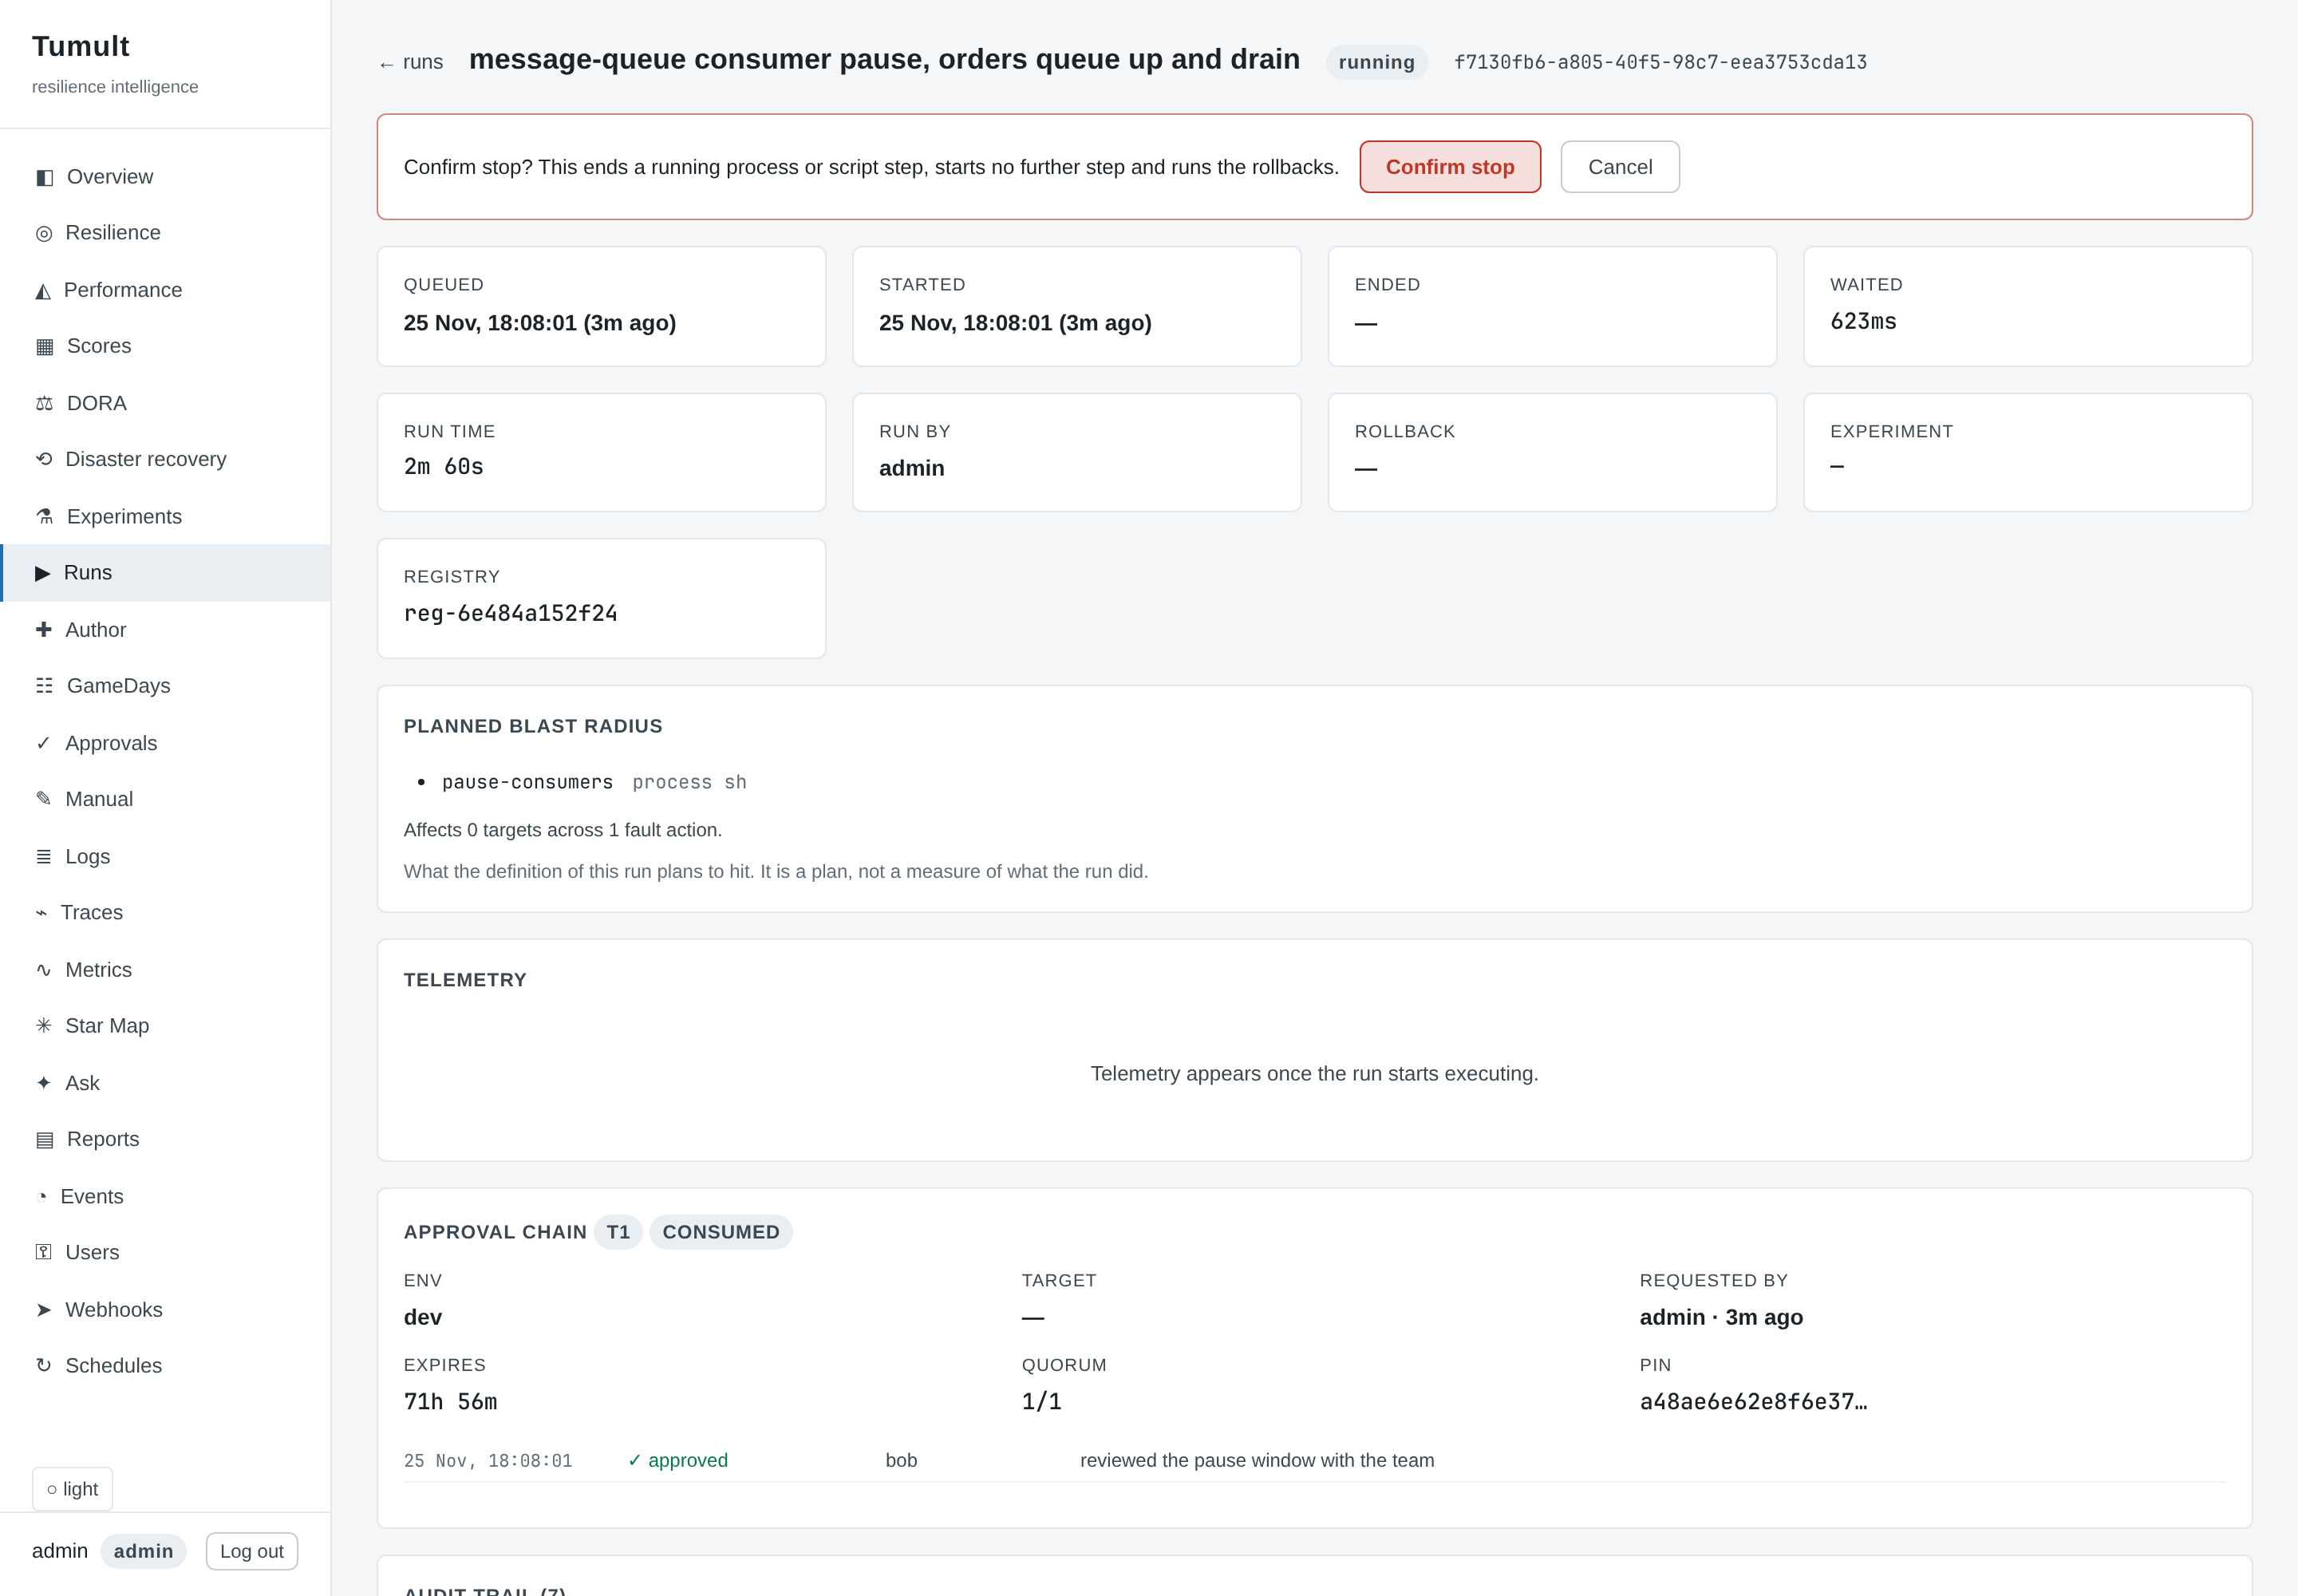 Tumult
resilience intelligence
Overview
Resilience
Performance
Scores
DORA
Disaster recovery
Experiments
Runs
Author
GameDays
Approvals
Manual
Logs
Traces
Metrics
Star Map
Ask
Reports
Events
Users
Webhooks
Schedules
○ light
admin admin Log out
← runs message-queue consumer pause, orders queue up and drain running f7130fb6-a805-40f5-98c7-eea3753cda13
Confirm stop? This ends a running process or script step, starts no further step and runs the rollbacks. Confirm stop Cancel
QUEUED
25 Nov, 18:08:01 (3m ago)
STARTED
25 Nov, 18:08:01 (3m ago)
ENDED
—
WAITED
623ms
RUN TIME
2m 60s
RUN BY
admin
ROLLBACK
—
EXPERIMENT
—
REGISTRY
reg-6e484a152f24
PLANNED BLAST RADIUS
• pause-consumers process sh
Affects 0 targets across 1 fault action.
What the definition of this run plans to hit. It is a plan, not a measure of what the run did.
TELEMETRY
Telemetry appears once the run starts executing.
APPROVAL CHAIN T1 CONSUMED
ENV
dev
TARGET
—
REQUESTED BY
admin · 3m ago
EXPIRES
71h 56m
QUORUM
1/1
PIN
a48ae6e62e8f6e37…
25 Nov, 18:08:01 ✓ approved bob reviewed the pause window with the team
AUDIT TRAIL (7)